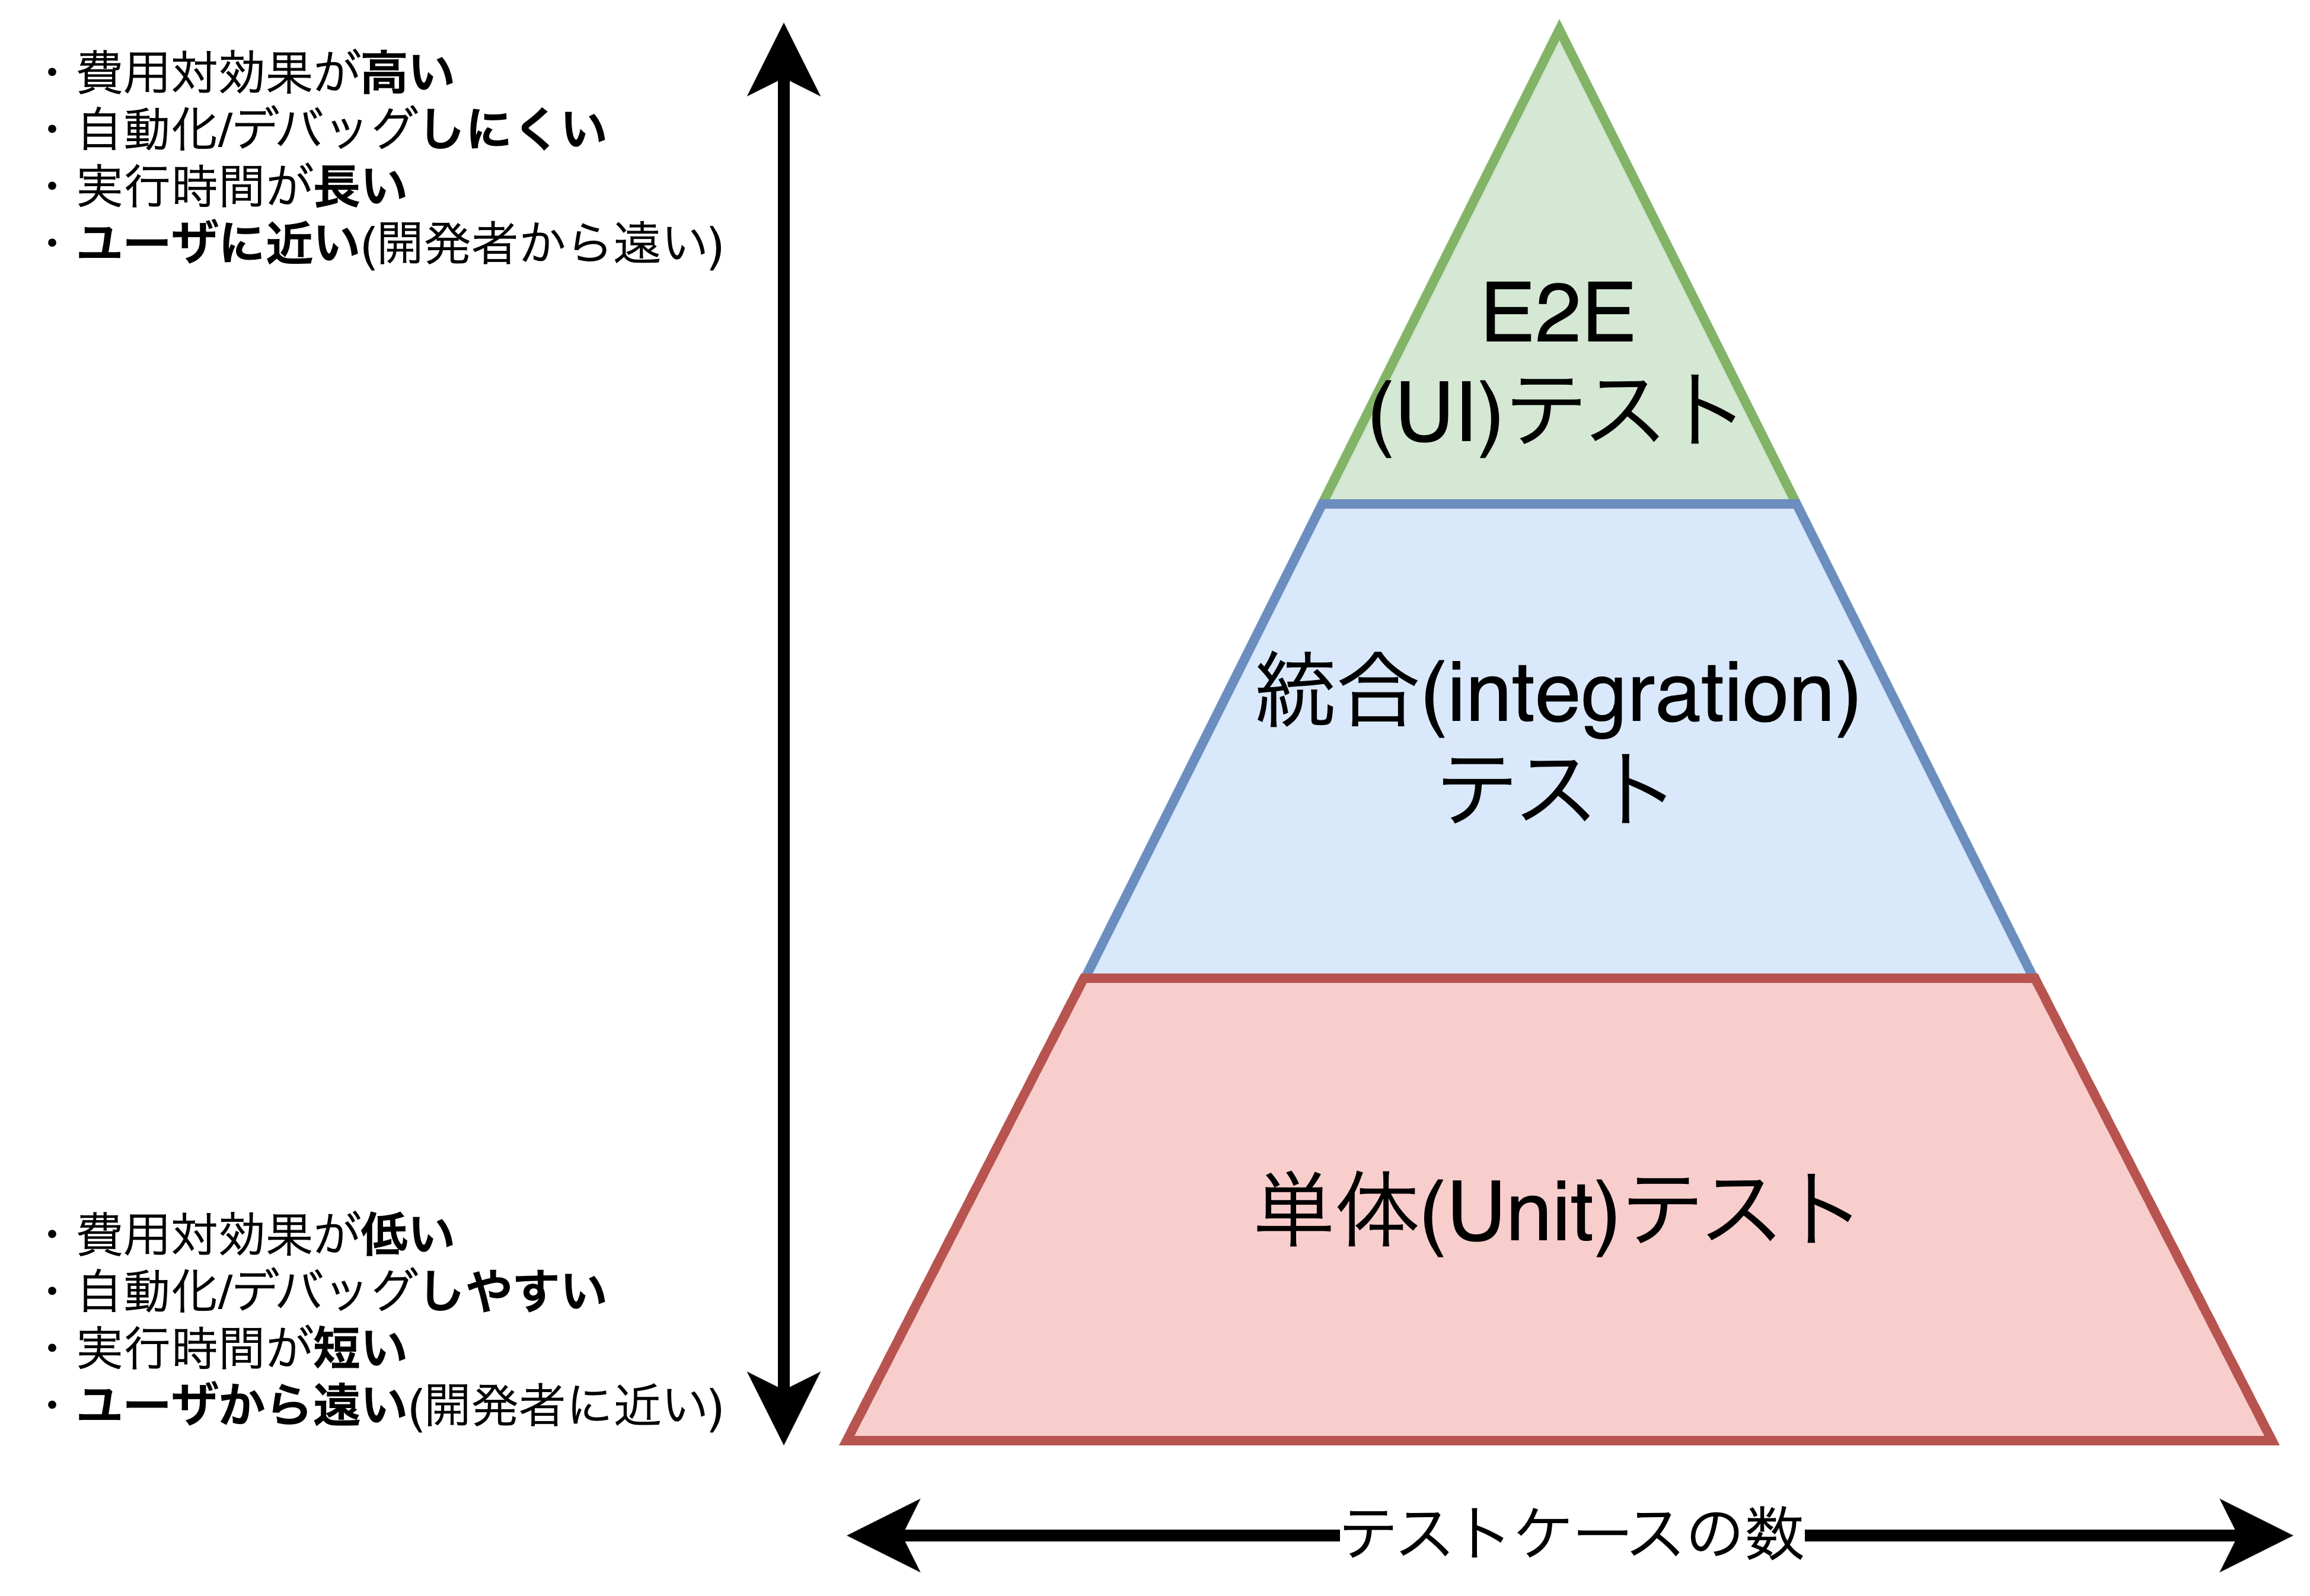 ・費用対効果が高い
・自動化/デバッグしにくい
・実行時間が長い
・ユーザに近い(開発者から遠い)
E2E
(UI)テスト
統合(integration)
テスト
単体(Unit)テスト
・費用対効果が低い
・自動化/デバッグしやすい
・実行時間が短い
・ユーザから遠い(開発者に近い)
テストケースの数